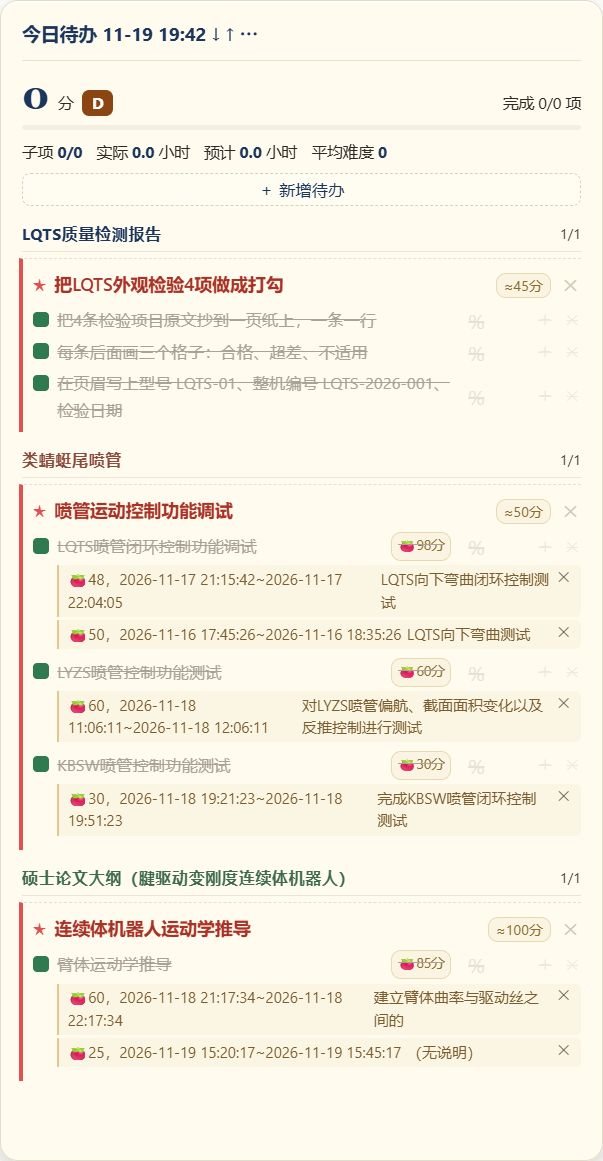 今日待办 11-19 19:42 ↓ ↑ ···
0 分 D 完成 0/0 项
子项 0/0 实际 0.0 小时 预计 0.0 小时 平均难度 0
+ 新增待办
LQTS质量检测报告 1/1
★ 把LQTS外观检验4项做成打勾 ≈45分 ×
把4条检验项目原文抄到一页纸上，一条一行 % + ×
每条后面画三个格子：合格、超差、不适用 % + ×
在页眉写上型号 LQTS-01、整机编号 LQTS-2026-001、 % + ×
检验日期
类蜻蜓尾喷管 1/1
★ 喷管运动控制功能调试 ≈50分 ×
LQTS喷管闭环控制功能调试 🍅98分 % + ×
🍅48，2026-11-17 21:15:42~2026-11-17 LQTS向下弯曲闭环控制测 ×
22:04:05 试
🍅50，2026-11-16 17:45:26~2026-11-16 18:35:26 LQTS向下弯曲测试 ×
LYZS喷管控制功能测试 🍅60分 % + ×
🍅60，2026-11-18 对LYZS喷管偏航、截面面积变化以及 ×
11:06:11~2026-11-18 12:06:11 反推控制进行测试
KBSW喷管控制功能测试 🍅30分 % + ×
🍅30，2026-11-18 19:21:23~2026-11-18 完成KBSW喷管闭环控制 ×
19:51:23 测试
硕士论文大纲（腱驱动变刚度连续体机器人） 1/1
★ 连续体机器人运动学推导 ≈100分 ×
臂体运动学推导 🍅85分 % + ×
🍅60，2026-11-18 21:17:34~2026-11-18 建立臂体曲率与驱动丝之 ×
22:17:34 间的
🍅25，2026-11-19 15:20:17~2026-11-19 15:45:17 （无说明） ×